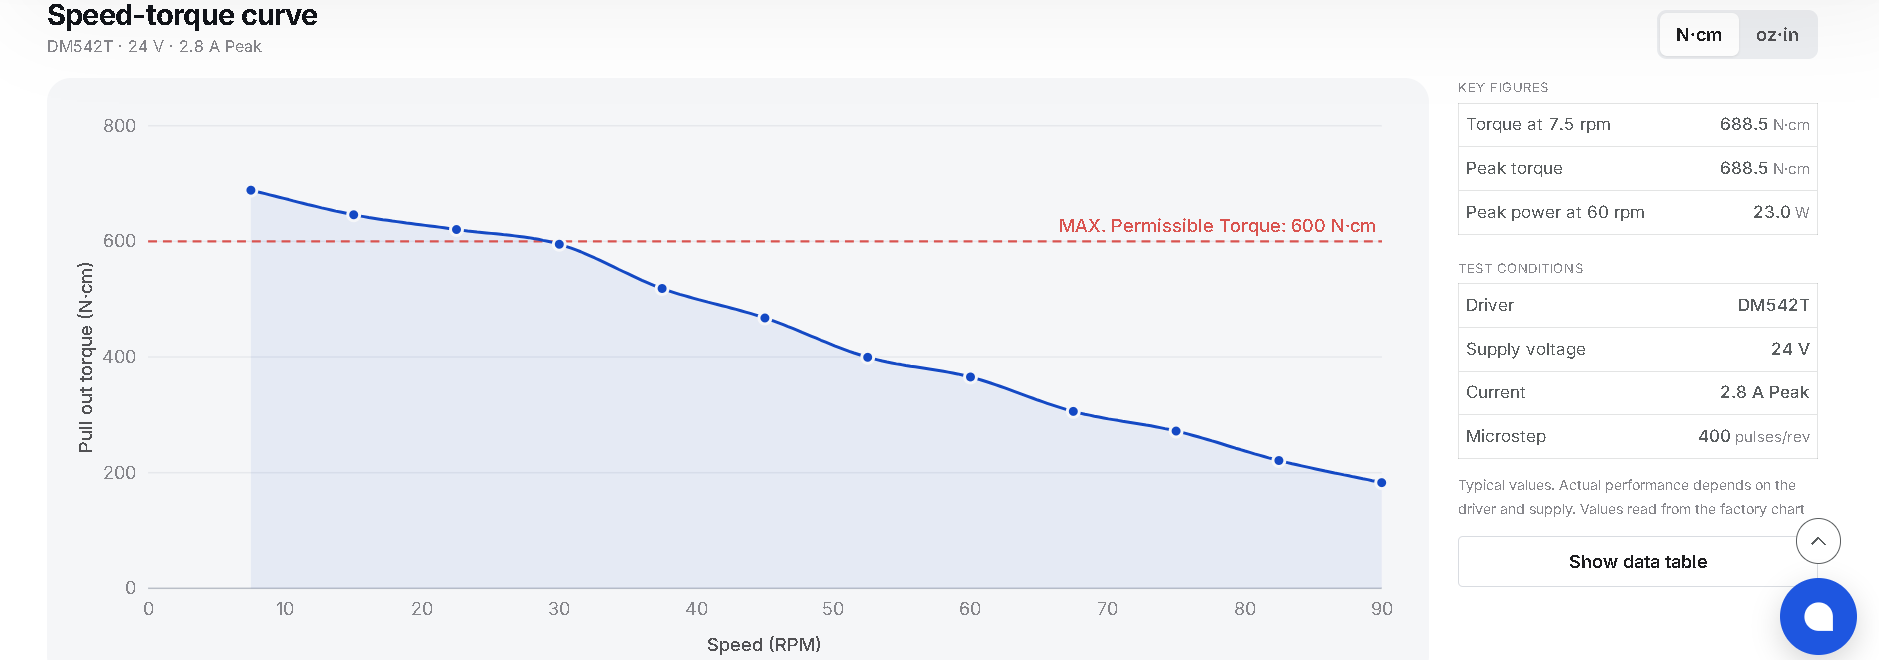 Speed-torque curve
DM542T · 24 V · 2.8 A Peak
N·cm
oz·in
800
600
400
200
0
Pull out torque (N·cm)
MAX. Permissible Torque: 600 N·cm
0 10 20 30 40 50 60 70 80 90
Speed (RPM)
KEY FIGURES
Torque at 7.5 rpm 688.5 N·cm
Peak torque 688.5 N·cm
Peak power at 60 rpm 23.0 W
TEST CONDITIONS
Driver DM542T
Supply voltage 24 V
Current 2.8 A Peak
Microstep 400 pulses/rev
Typical values. Actual performance depends on the
driver and supply. Values read from the factory chart
Show data table